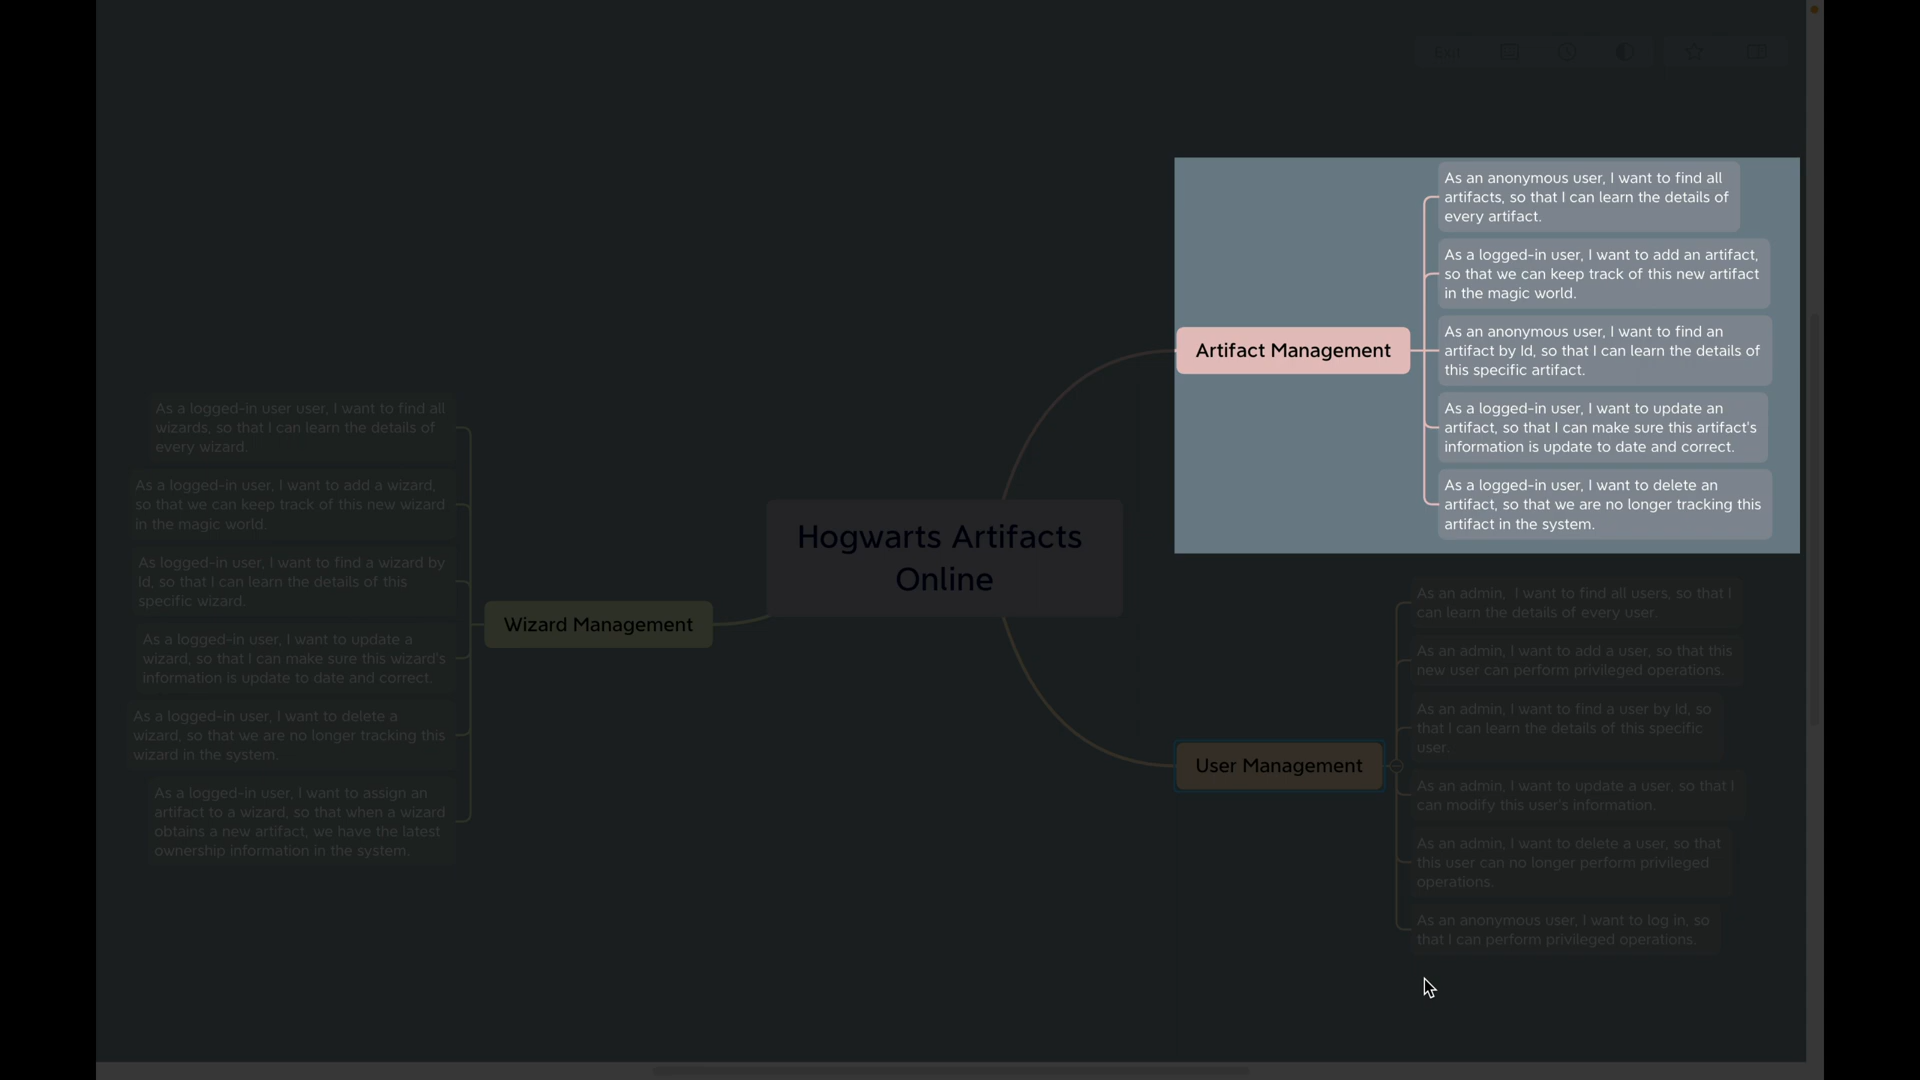 As an anonymous user, I want to find all
artifacts, so that I can learn the details of
every artifact.
As a logged-in user, I want to add an artifact,
so that we can keep track of this new artifact
in the magic world.
Artifact Management
As an anonymous user, I want to find an
artifact by Id, so that I can learn the details of
this specific artifact.
As a logged-in user, I want to update an
artifact, so that I can make sure this artifact's
information is update to date and correct.
As a logged-in user, I want to delete an
artifact, so that we are no longer tracking this
artifact in the system.
Hogwarts Artifacts
Online
Wizard Management
As a logged-in user user, I want to find all
wizards, so that I can learn the details of
every wizard.
As a logged-in user, I want to add a wizard,
so that we can keep track of this new wizard
in the magic world.
As logged-in user, I want to find a wizard by
Id, so that I can learn the details of this
specific wizard.
As a logged-in user, I want to update a
wizard, so that I can make sure this wizard's
information is update to date and correct.
As a logged-in user, I want to delete a
wizard, so that we are no longer tracking this
wizard in the system.
As a logged-in user, I want to assign an
artifact to a wizard, so that when a wizard
obtains a new artifact, we have the latest
ownership information in the system.
User Management
As an admin, I want to find all users, so that I
can learn the details of every user.
As an admin, I want to add a user, so that this
new user can perform privileged operations.
As an admin, I want to find a user by Id, so
that I can learn the details of this specific
user.
As an admin, I want to update a user, so that I
can modify this user's information.
As an admin, I want to delete a user, so that
this user can no longer perform privileged
operations.
As an anonymous user, I want to log in, so
that I can perform privileged operations.